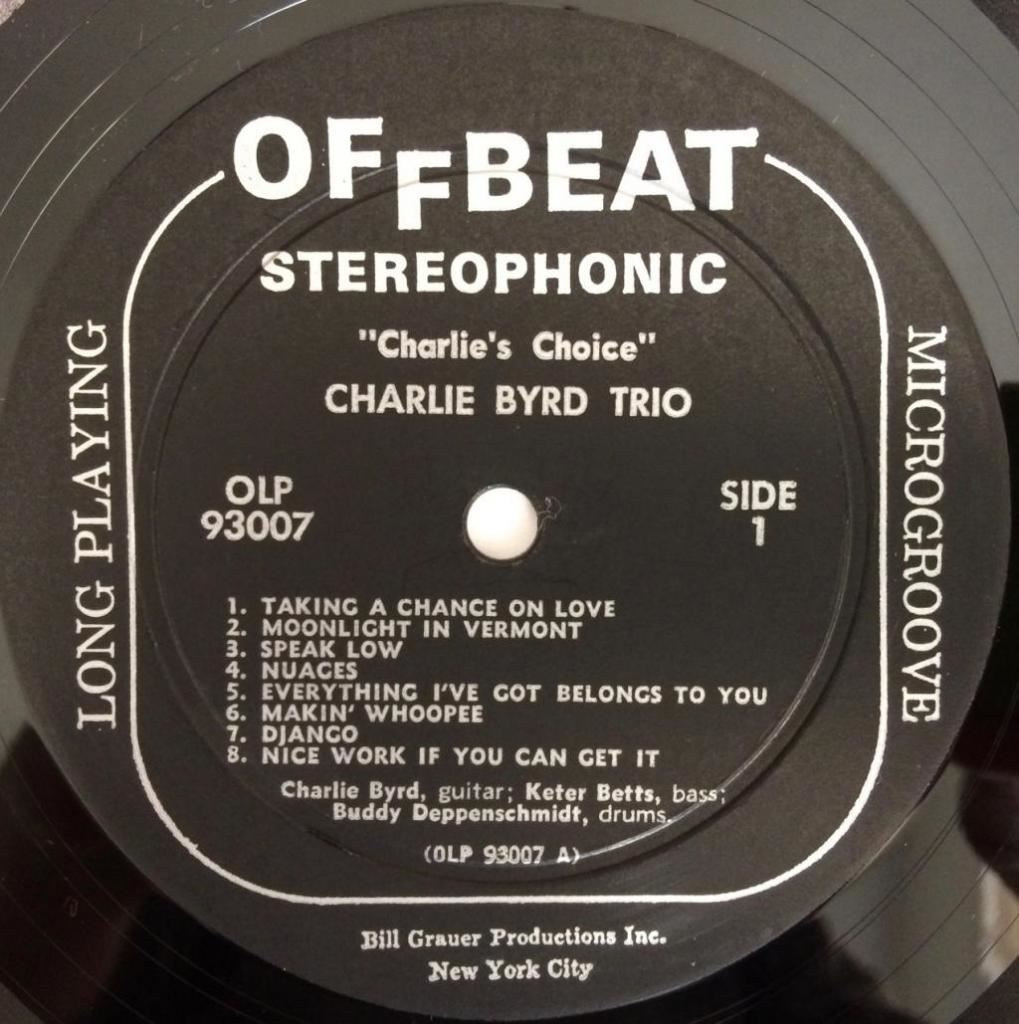 OFFBEAT
STEREOPHONIC
"Charlie's Choice"
CHARLIE BYRD TRIO
OLP
93007
SIDE
1
LONG PLAYING
MICROGROOVE
1. TAKING A CHANCE ON LOVE
2. MOONLIGHT IN VERMONT
3. SPEAK LOW
4. NUAGES
5. EVERYTHING I'VE GOT BELONGS TO YOU
6. MAKIN' WHOOPEE
7. DJANGO
8. NICE WORK IF YOU CAN GET IT
Charlie Byrd, guitar; Keter Betts, bass;
Buddy Deppenschmidt, drums.
(OLP 93007 A)
Bill Grauer Productions Inc.
New York City